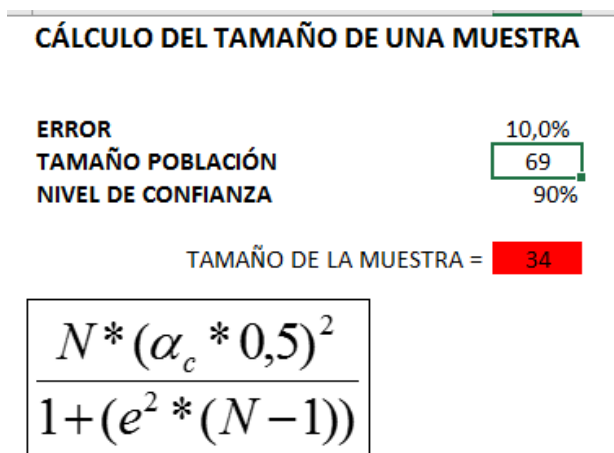 CÁLCULO DEL TAMAÑO DE UNA MUESTRA
ERROR 10,0%
TAMAÑO POBLACIÓN 69
NIVEL DE CONFIANZA 90%
TAMAÑO DE LA MUESTRA = 34
N*(α_c*0,5)²
1+(e²*(N−1))